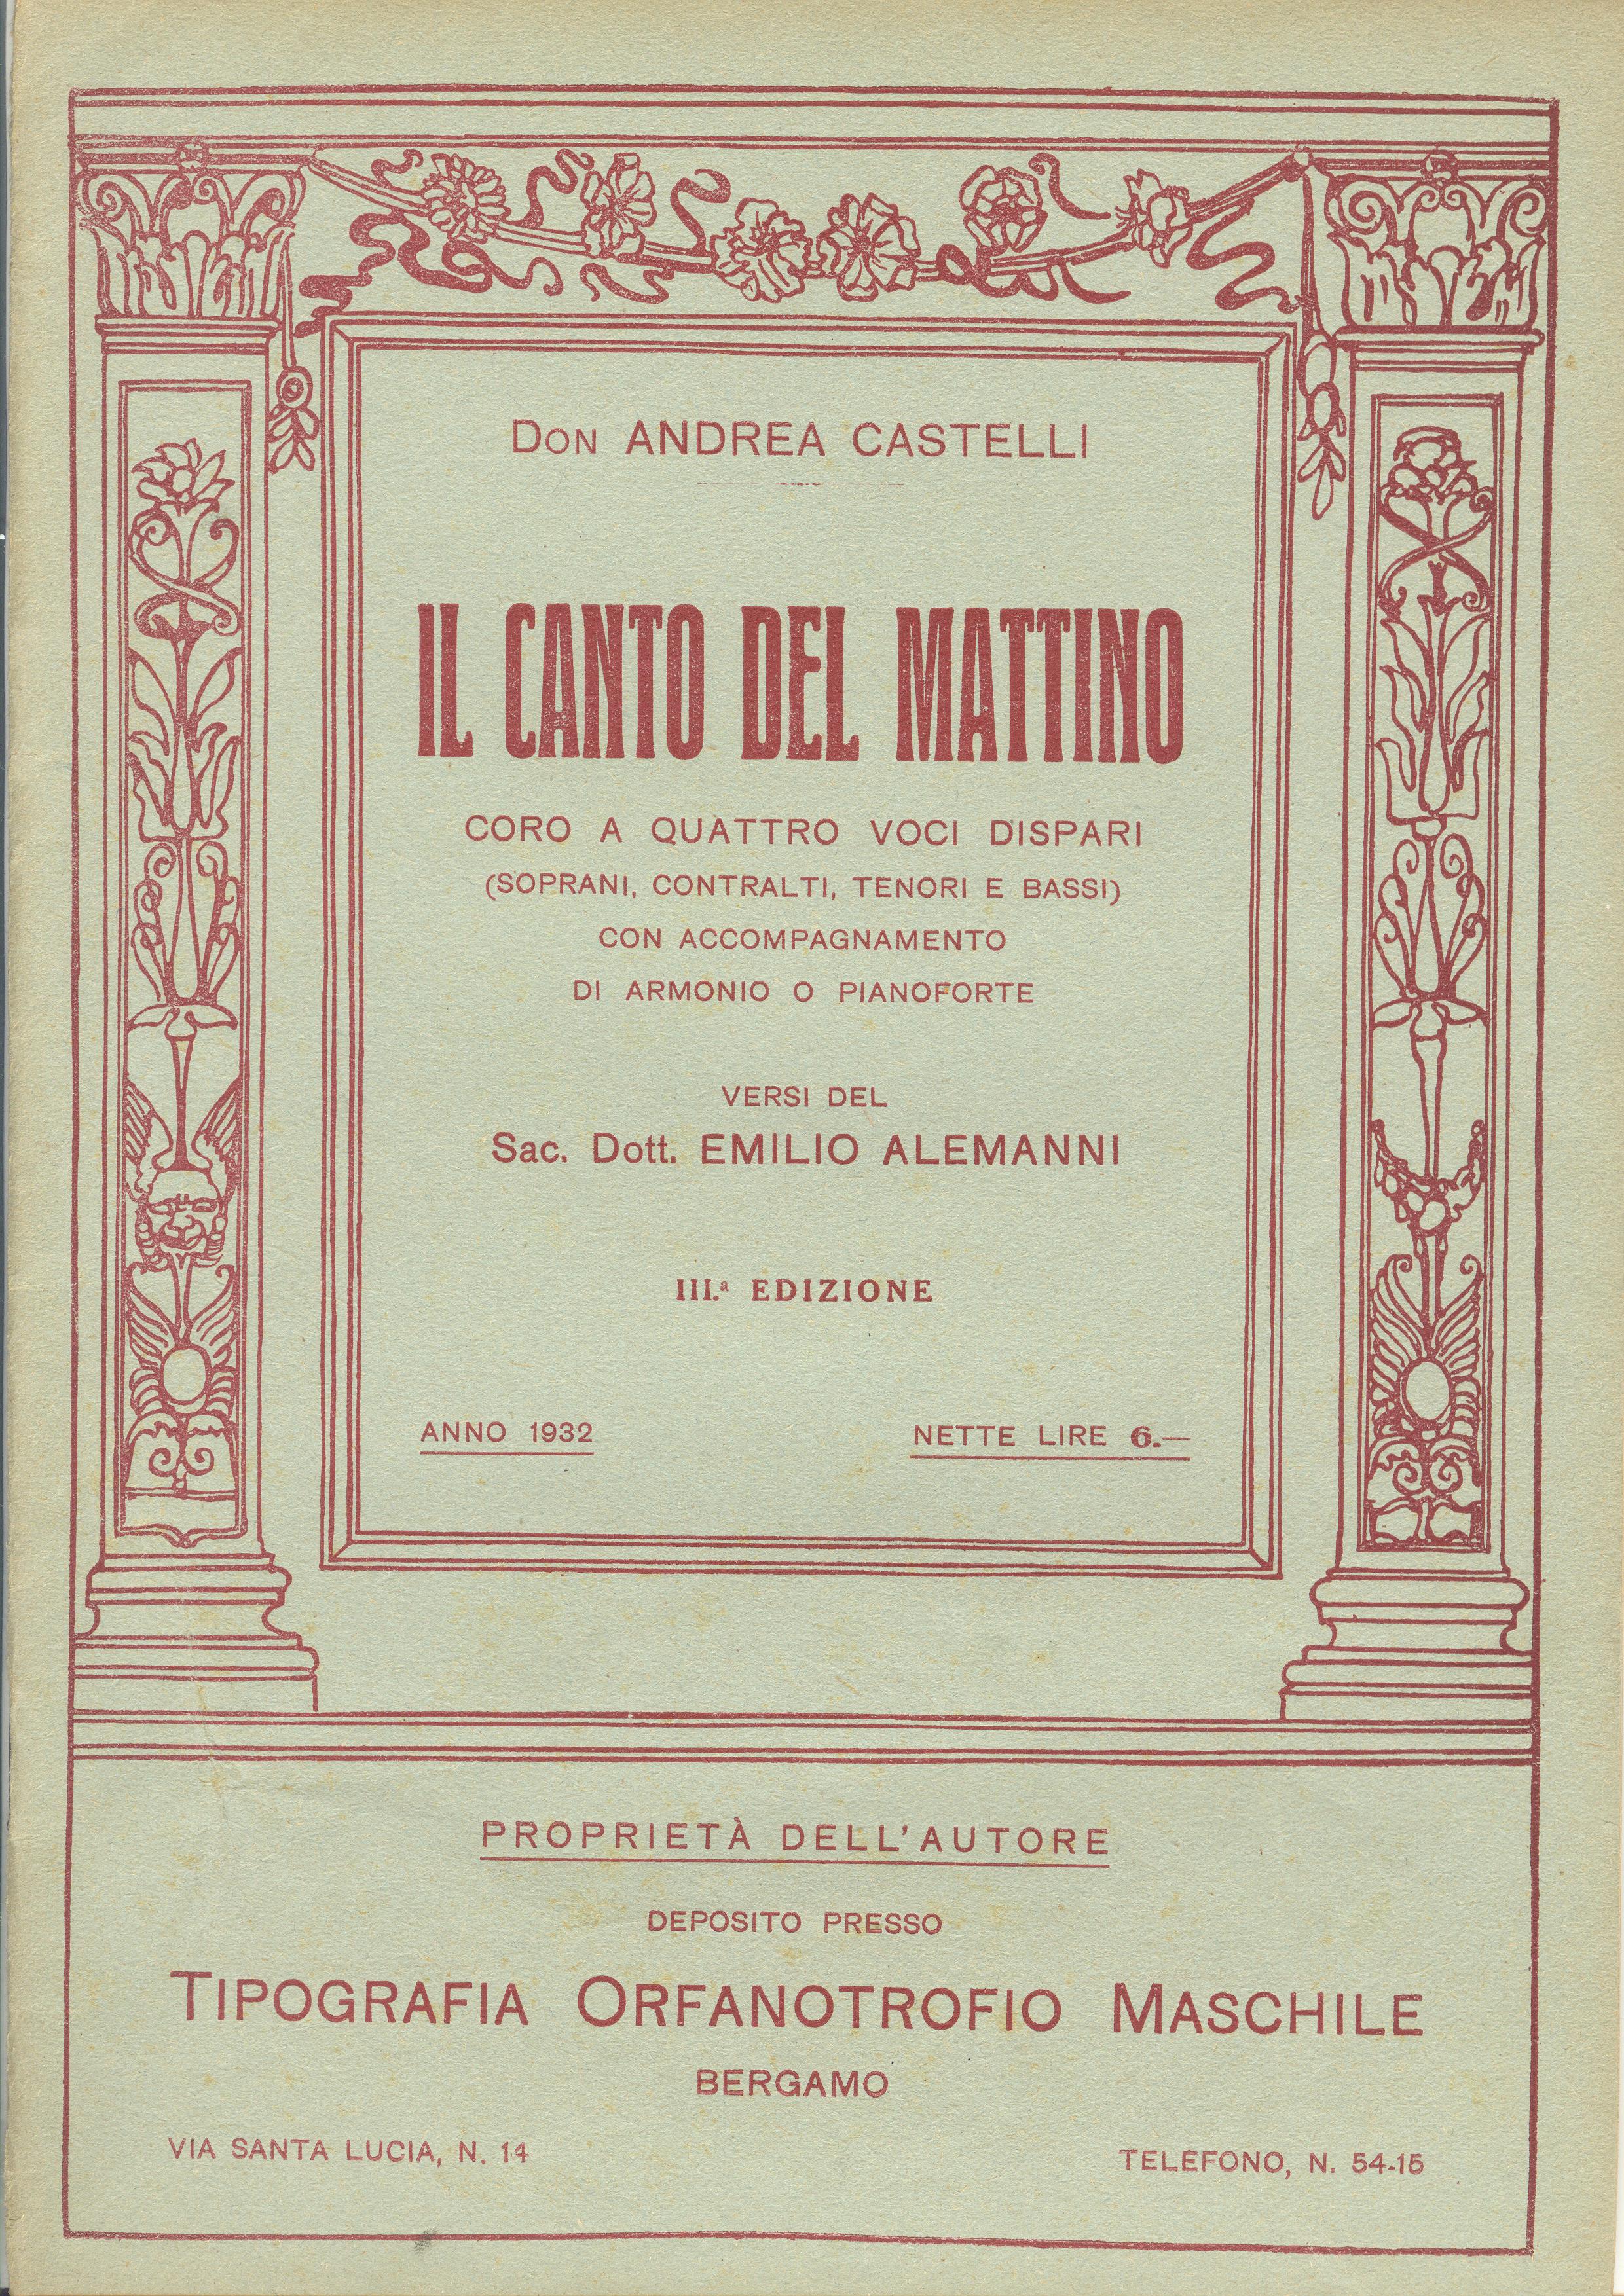 DON ANDREA CASTELLI
IL CANTO DEL MATTINO
CORO A QUATTRO VOCI DISPARI
(SOPRANI, CONTRALTI, TENORI E BASSI)
CON ACCOMPAGNAMENTO
DI ARMONIO O PIANOFORTE
VERSI DEL
Sac. Dott. EMILIO ALEMANNI
III.ª EDIZIONE
ANNO 1932
NETTE LIRE 6.—
PROPRIETÀ DELL'AUTORE
DEPOSITO PRESSO
TIPOGRAFIA ORFANOTROFIO MASCHILE
BERGAMO
VIA SANTA LUCIA, N. 14
TELEFONO, N. 54-15